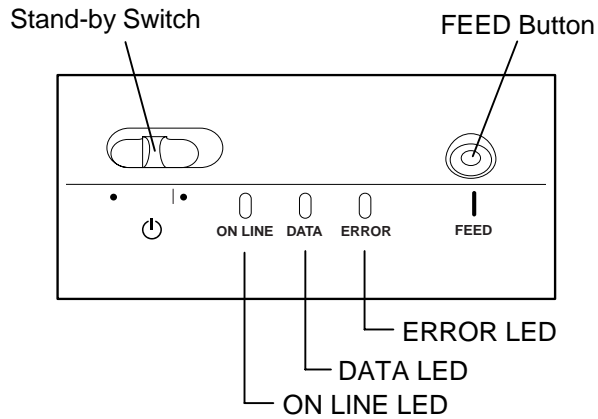 Stand-by Switch
FEED Button
ON LINE DATA ERROR FEED
ERROR LED
DATA LED
ON LINE LED